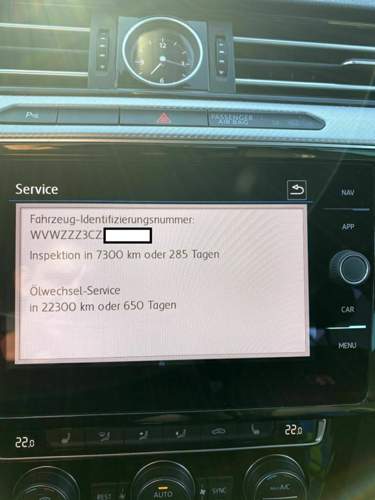 P
PASSENGER
AIR BAG
Service
NAV
Fahrzeug-Identifizierungsnummer:
WVWZZZ3CZ
APP
Inspektion in 7300 km oder 285 Tagen
Ölwechsel-Service
in 22300 km oder 650 Tagen
CAR
MENU
22.0
22.0
REST
AUTO
SYNC
A/C